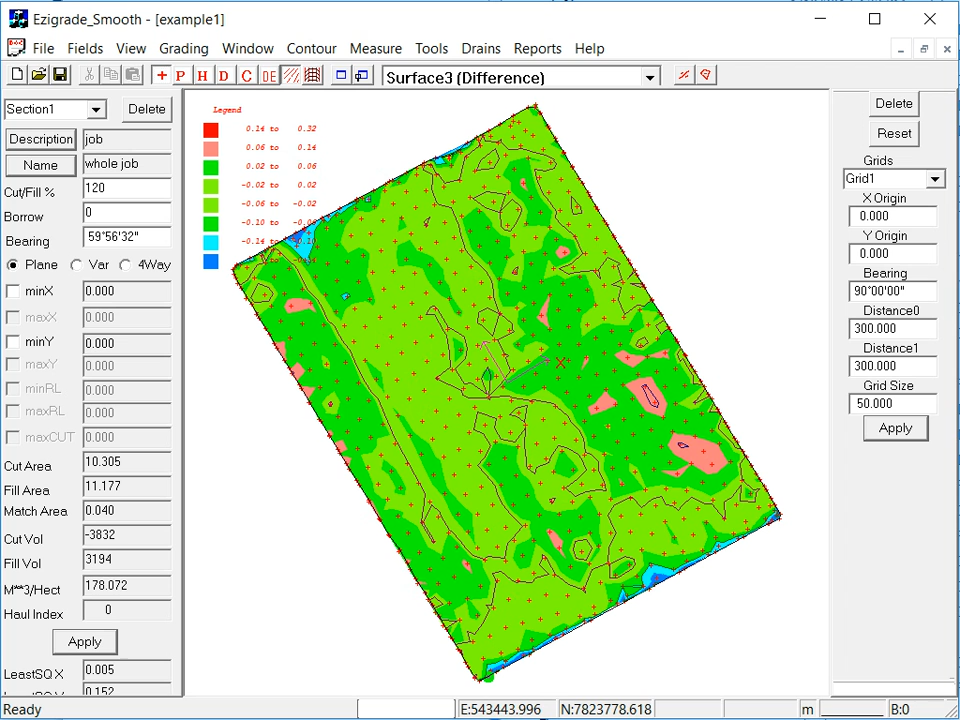 Ezigrade_Smooth - [example1]
File Fields View Grading Window Contour Measure Tools Drains Reports Help
+ P H D C DE
Surface3 (Difference)
Section1 Delete
Description job
Name whole job
Cut/Fill % 120
Borrow 0
Bearing 59°56'32"
Plane Var 4Way
minX 0.000
maxX 0.000
minY 0.000
maxY 0.000
minRL 0.000
maxRL 0.000
maxCUT 0.000
Cut Area 10.305
Fill Area 11.177
Match Area 0.040
Cut Vol -3832
Fill Vol 3194
M**3/Hect 178.072
Haul Index 0
Apply
LeastSQ X 0.005
0.152
Legend
0.14 to 0.32
0.06 to 0.14
0.02 to 0.06
-0.02 to 0.02
-0.06 to -0.02
-0.10 to
-0.14 to
Delete
Reset
Grids
Grid1
X Origin
0.000
Y Origin
0.000
Bearing
90°00'00"
Distance0
300.000
Distance1
300.000
Grid Size
50.000
Apply
Ready E:543443.996 N:7823778.618 m B:0